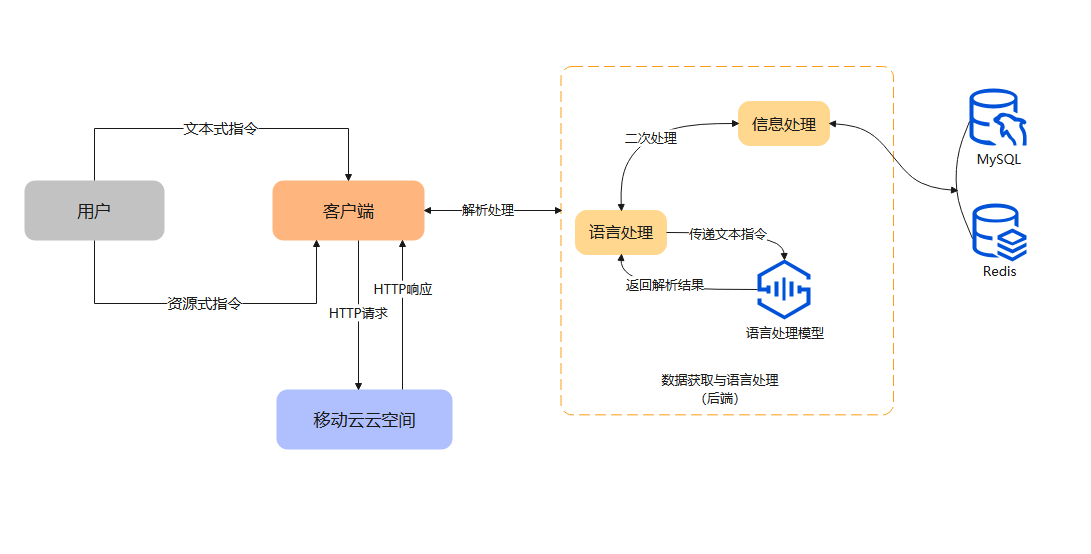 文本式指令
用户
客户端
资源式指令
HTTP响应
HTTP请求
移动云云空间
解析处理
二次处理
信息处理
语言处理
传递文本指令
返回解析结果
语言处理模型
数据获取与语言处理
（后端）
MySQL
Redis